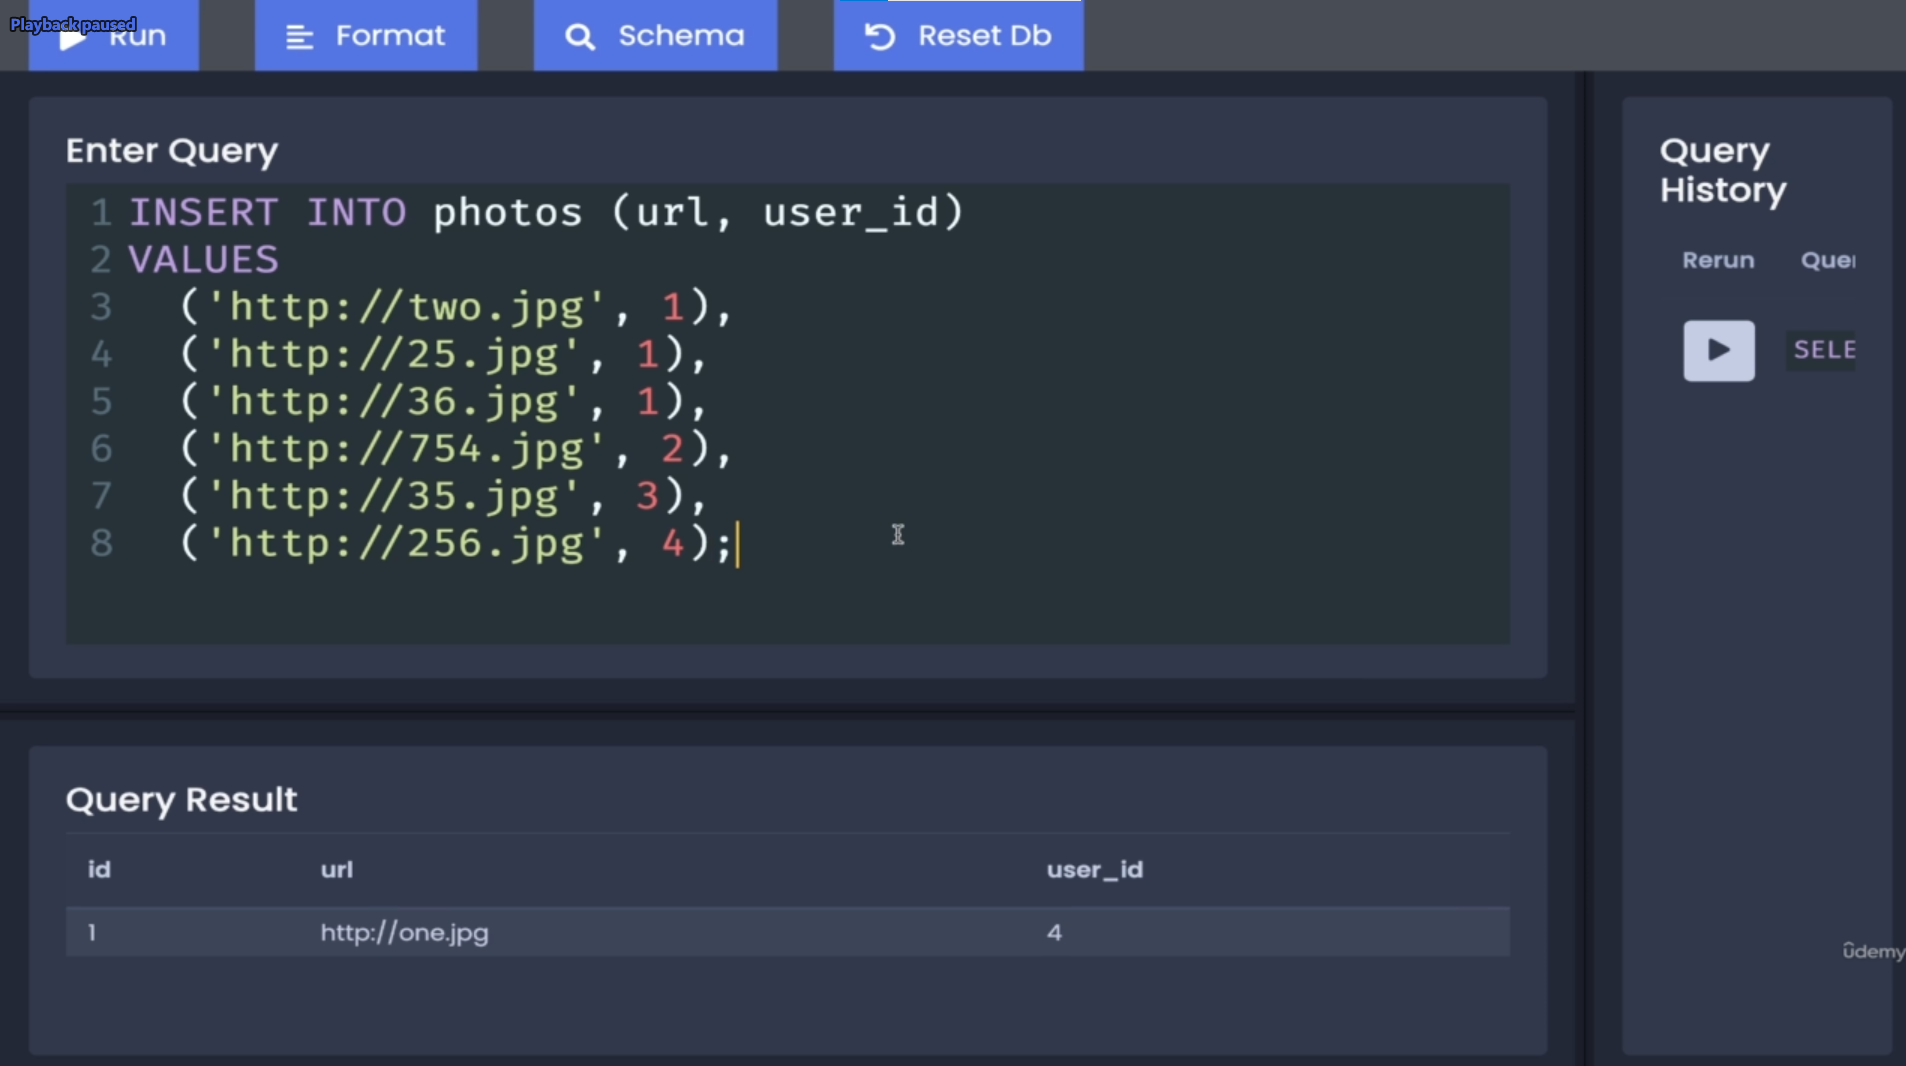 Playback paused
Run
Format
Schema
Reset Db
Enter Query
1 INSERT INTO photos (url, user_id)
2 VALUES
3   ('http://two.jpg', 1),
4   ('http://25.jpg', 1),
5   ('http://36.jpg', 1),
6   ('http://754.jpg', 2),
7   ('http://35.jpg', 3),
8   ('http://256.jpg', 4);
Query
History
Rerun Quer
SELE
Query Result
id url user_id
1 http://one.jpg 4
ûdemy